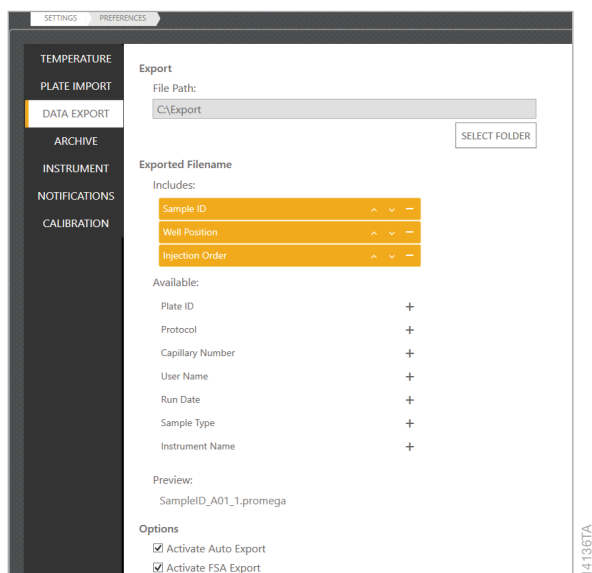 SETTINGS PREFERENCES
TEMPERATURE
PLATE IMPORT
DATA EXPORT
ARCHIVE
INSTRUMENT
NOTIFICATIONS
CALIBRATION
Export
File Path:
C:\Export
SELECT FOLDER
Exported Filename
Includes:
Sample ID
Well Position
Injection Order
Available:
Plate ID
Protocol
Capillary Number
User Name
Run Date
Sample Type
Instrument Name
Preview:
SampleID_A01_1.promega
Options
Activate Auto Export
Activate FSA Export
14136TA